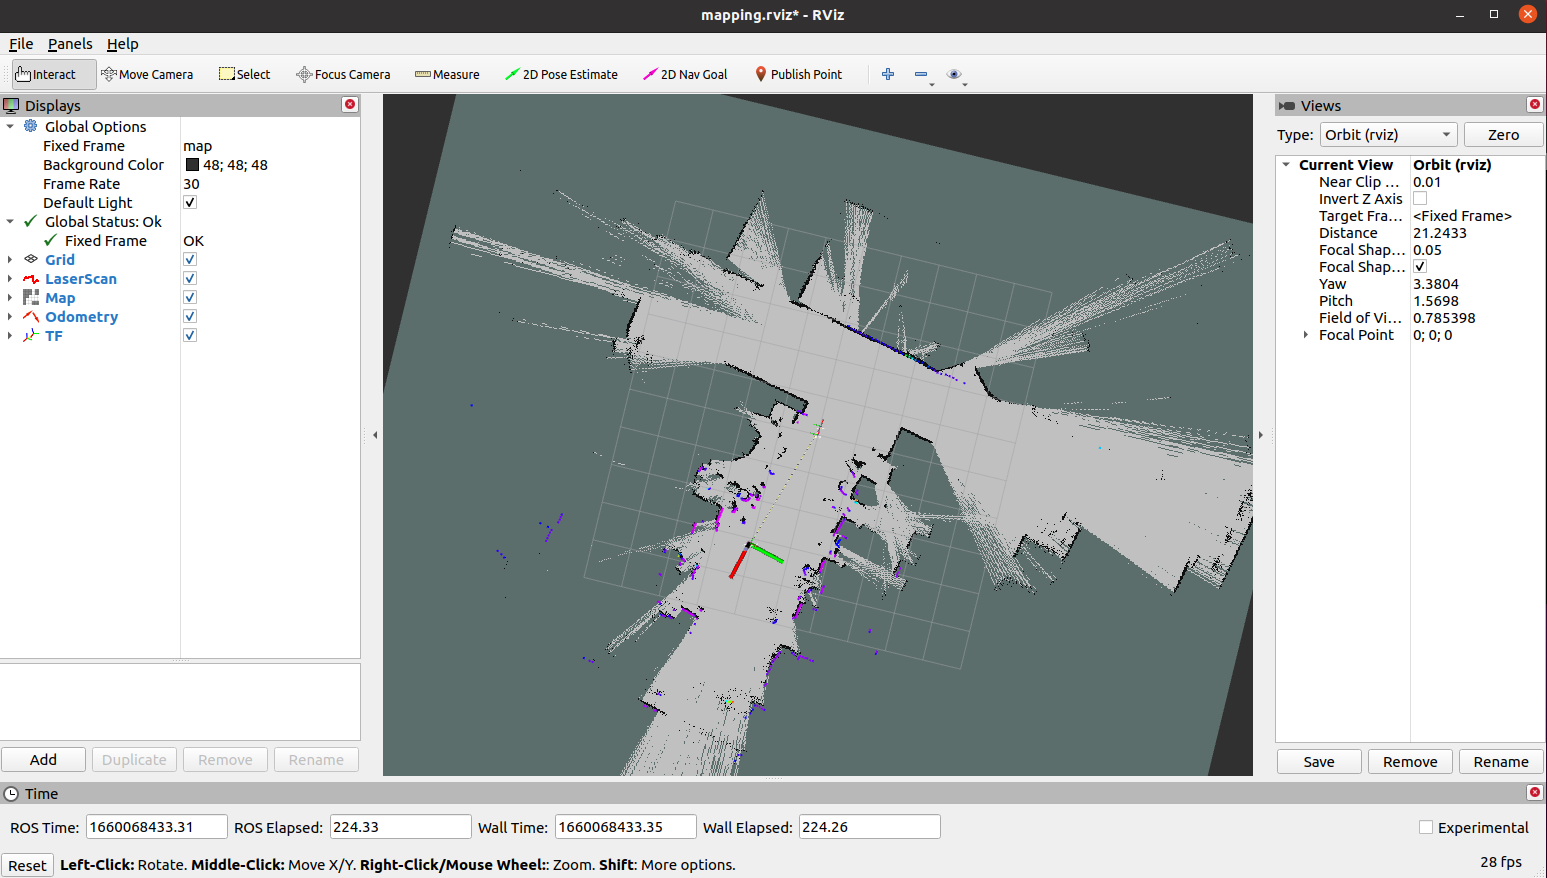 mapping.rviz* - RViz
File Panels Help
Interact Move Camera Select Focus Camera Measure 2D Pose Estimate 2D Nav Goal Publish Point
Displays
Global Options
Fixed Frame map
Background Color 48; 48; 48
Frame Rate 30
Default Light
Global Status: Ok
Fixed Frame OK
Grid
LaserScan
Map
Odometry
TF
Add Duplicate Remove Rename
Views
Type: Orbit (rviz) Zero
Current View Orbit (rviz)
Near Clip ... 0.01
Invert Z Axis
Target Fra... <Fixed Frame>
Distance 21.2433
Focal Shap... 0.05
Focal Shap...
Yaw 3.3804
Pitch 1.5698
Field of Vi... 0.785398
Focal Point 0; 0; 0
Save Remove Rename
Time
ROS Time: 1660068433.31 ROS Elapsed: 224.33 Wall Time: 1660068433.35 Wall Elapsed: 224.26 Experimental
Reset Left-Click: Rotate. Middle-Click: Move X/Y. Right-Click/Mouse Wheel:: Zoom. Shift: More options. 28 fps